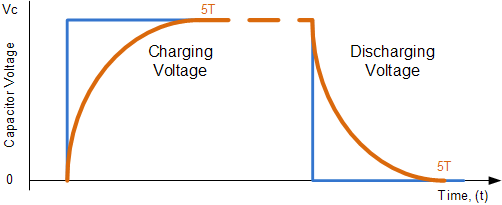 Vc
5T
Charging
Voltage
Discharging
Voltage
Capacitor Voltage
5T
0
Time, (t)